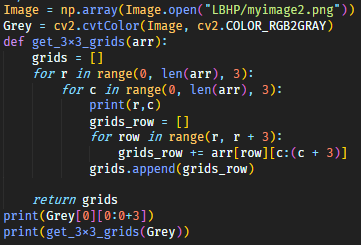 Image = np.array(Image.open("LBHP/myimage2.png"))
Grey = cv2.cvtColor(Image, cv2.COLOR_RGB2GRAY)
def get_3×3_grids(arr):
    grids = []
    for r in range(0, len(arr), 3):
        for c in range(0, len(arr), 3):
            print(r,c)
            grids_row = []
            for row in range(r, r + 3):
                grids_row += arr[row][c:(c + 3)]
            grids.append(grids_row)

    return grids
print(Grey[0][0:0+3])
print(get_3×3_grids(Grey))